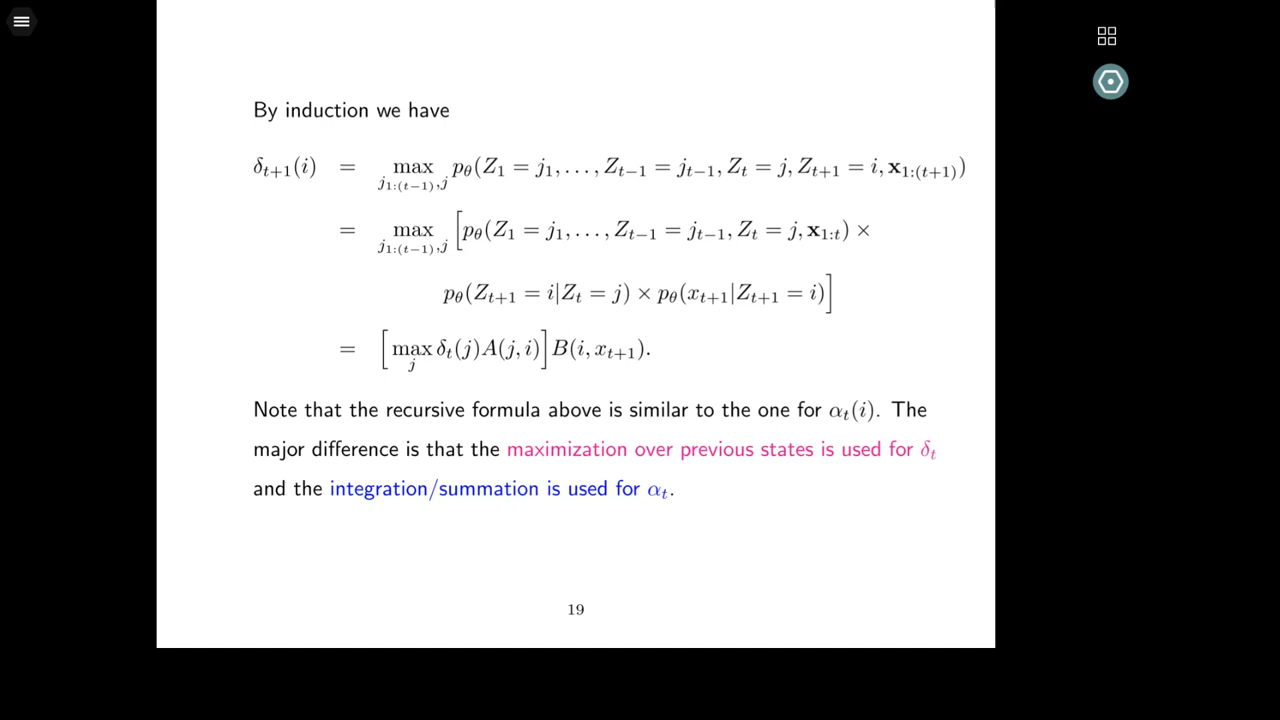 By induction we have
δ_{t+1}(i) = max_{j_{1:(t−1)},j} p_θ(Z_1 = j_1, . . . , Z_{t−1} = j_{t−1}, Z_t = j, Z_{t+1} = i, x_{1:(t+1)})
= max_{j_{1:(t−1)},j} [p_θ(Z_1 = j_1, . . . , Z_{t−1} = j_{t−1}, Z_t = j, x_{1:t}) ×
p_θ(Z_{t+1} = i|Z_t = j) × p_θ(x_{t+1}|Z_{t+1} = i)]
= [max_j δ_t(j)A(j, i)] B(i, x_{t+1}).
Note that the recursive formula above is similar to the one for α_t(i). The
major difference is that the maximization over previous states is used for δ_t
and the integration/summation is used for α_t.
19